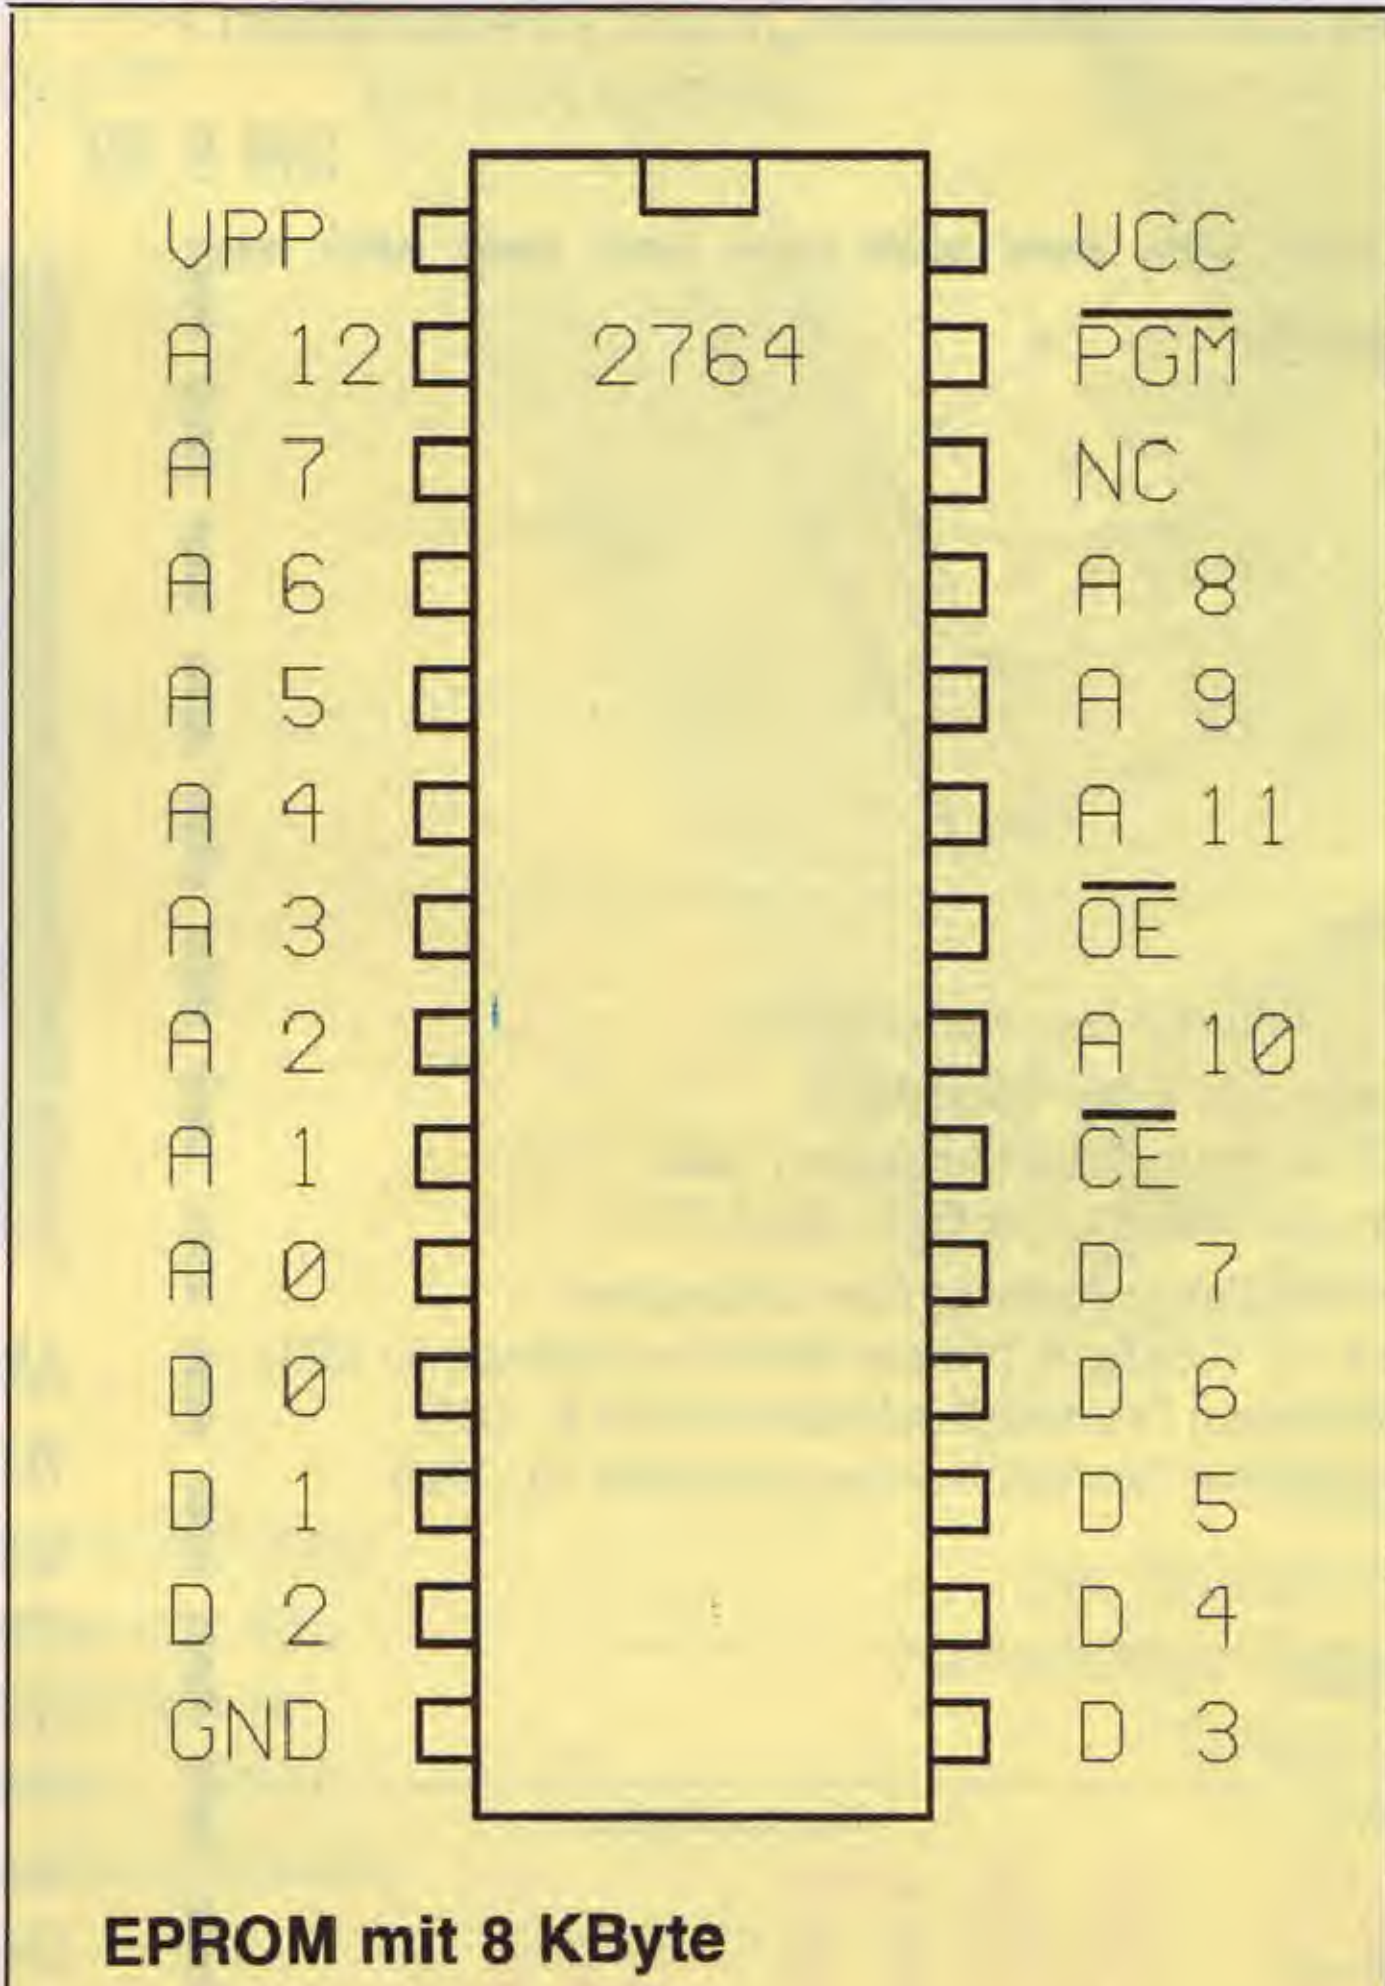 VPP VCC
A 12 2764 PGM
A 7 NC
A 6 A 8
A 5 A 9
A 4 A 11
A 3 OE
A 2 A 10
A 1 CE
A 0 D 7
D 0 D 6
D 1 D 5
D 2 D 4
GND D 3
EPROM mit 8 KByte